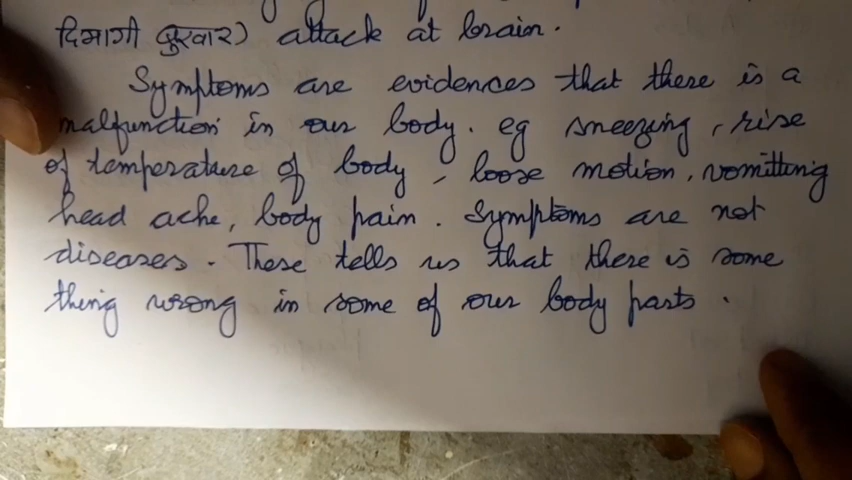 दिमागी बुखार) attack at brain.
Symptoms are evidences that there is a
malfunction in our body. eg sneezing, rise
of temperature of body, loose motion, vomitting
head ache, body pain. Symptoms are not
diseases. These tells us that there is some
thing wrong in some of our body parts.